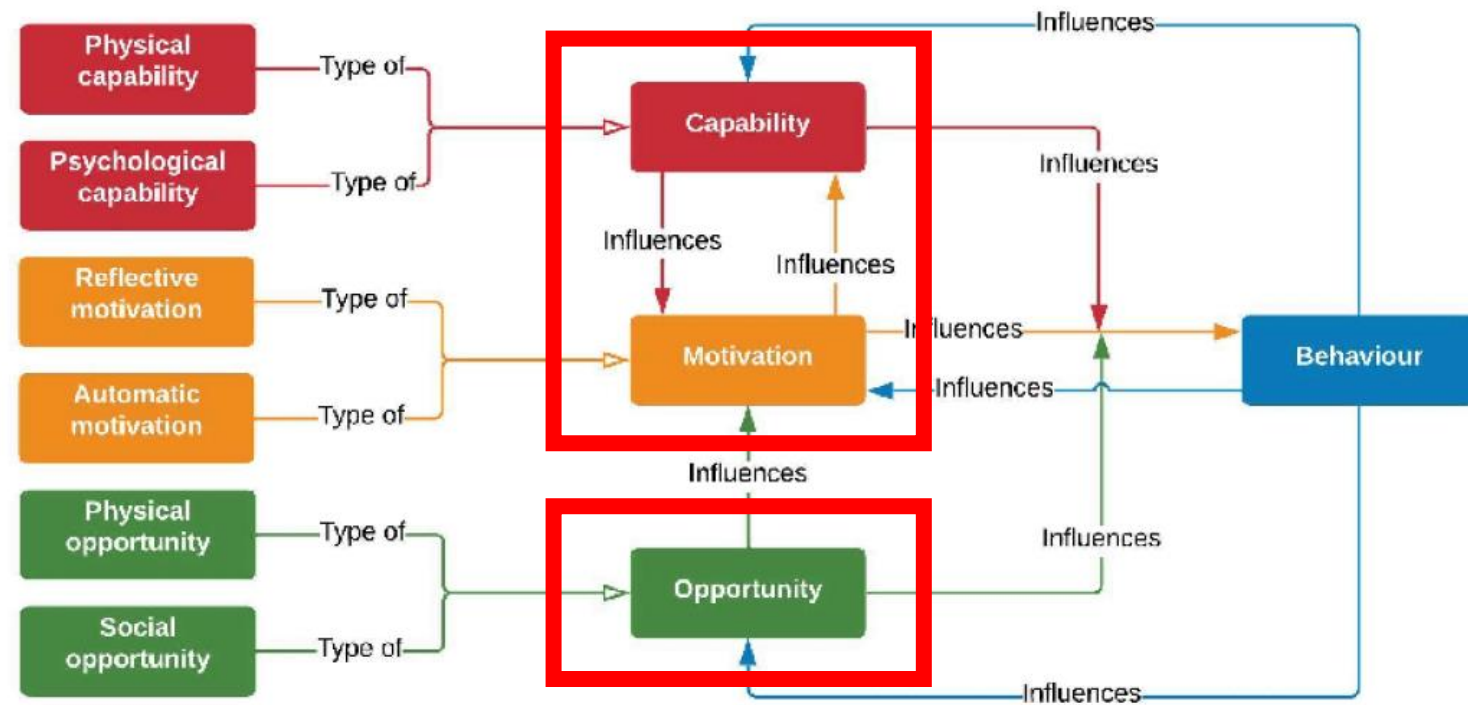 Influences
Physical
capability
Type of
Capability
Psychological
capability
Type of
Influences
Influences
Influences
Reflective
motivation
Type of
Influences
Motivation
Behaviour
Automatic
motivation
Type of
Influences
Influences
Physical
opportunity
Type of
Influences
Opportunity
Social
opportunity
Type of
Influences